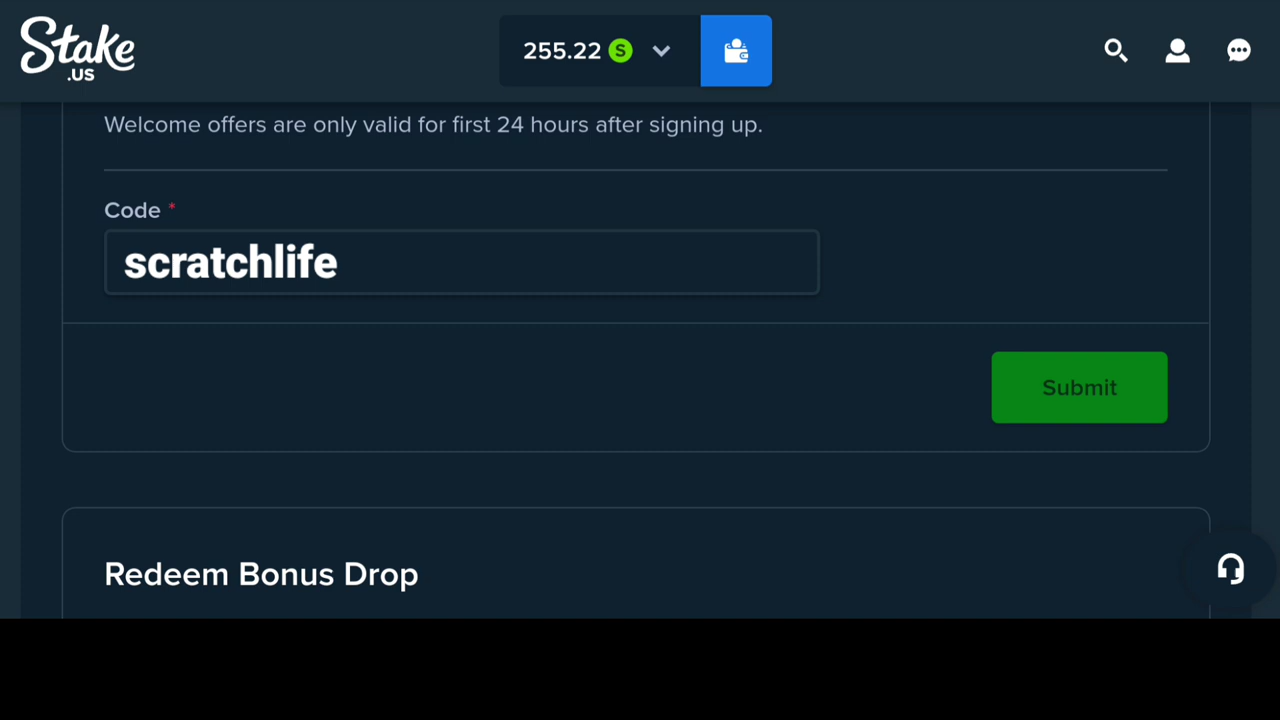 Stake
.US
255.22 S
Welcome offers are only valid for first 24 hours after signing up.
Code *
scratchlife
Submit
Redeem Bonus Drop